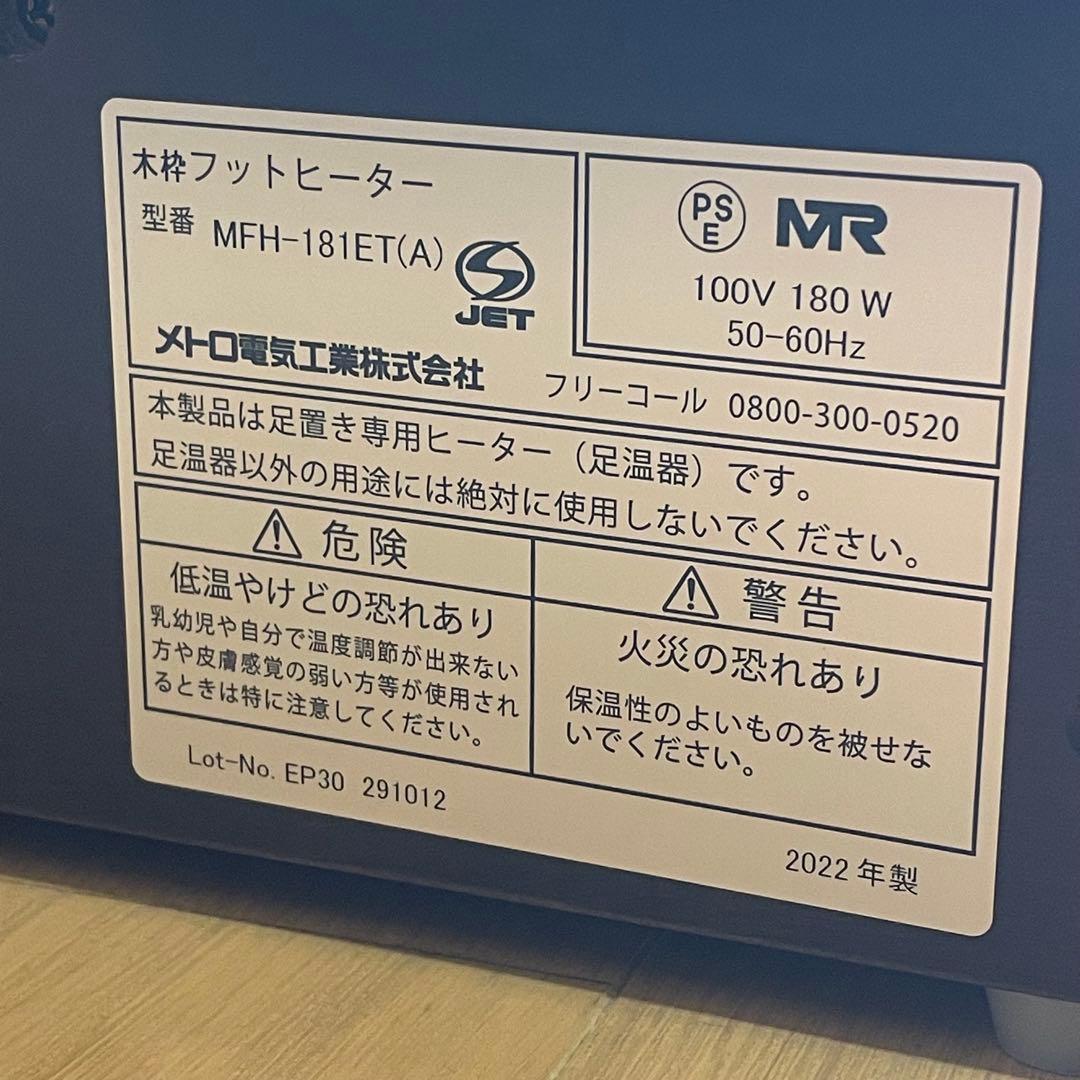 木枠フットヒーター
型番 MFH-181ET(A)
JET
メトロ電気工業株式会社
PSE MTR
100V 180 W
50-60Hz
フリーコール 0800-300-0520
本製品は足置き専用ヒーター（足温器）です。
足温器以外の用途には絶対に使用しないでください。
危険
低温やけどの恐れあり
乳幼児や自分で温度調節が出来ない
方や皮膚感覚の弱い方等が使用され
るときは特に注意してください。
警告
火災の恐れあり
保温性のよいものを被せな
いでください。
Lot-No. EP30 291012
2022 年製